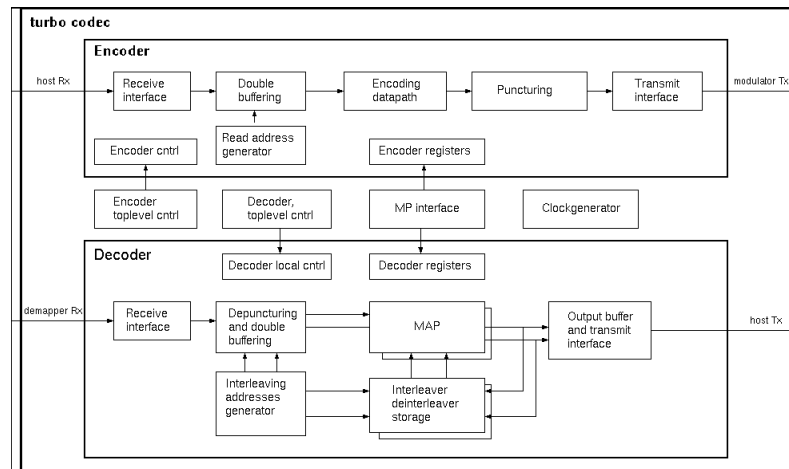 turbo codec
Encoder
host Rx
Receive
interface
Double
buffering
Encoding
datapath
Puncturing
Transmit
interface
modulator Tx
Encoder cntrl
Read address
generator
Encoder registers
Encoder
toplevel cntrl
Decoder,
toplevel cntrl
MP interface
Clockgenerator
Decoder
Decoder local cntrl
Decoder registers
demapper Rx
Receive
interface
Depuncturing
and double
buffering
MAP
Output buffer
and transmit
interface
host Tx
Interleaving
addresses
generator
Interleaver
deinterleaver
storage